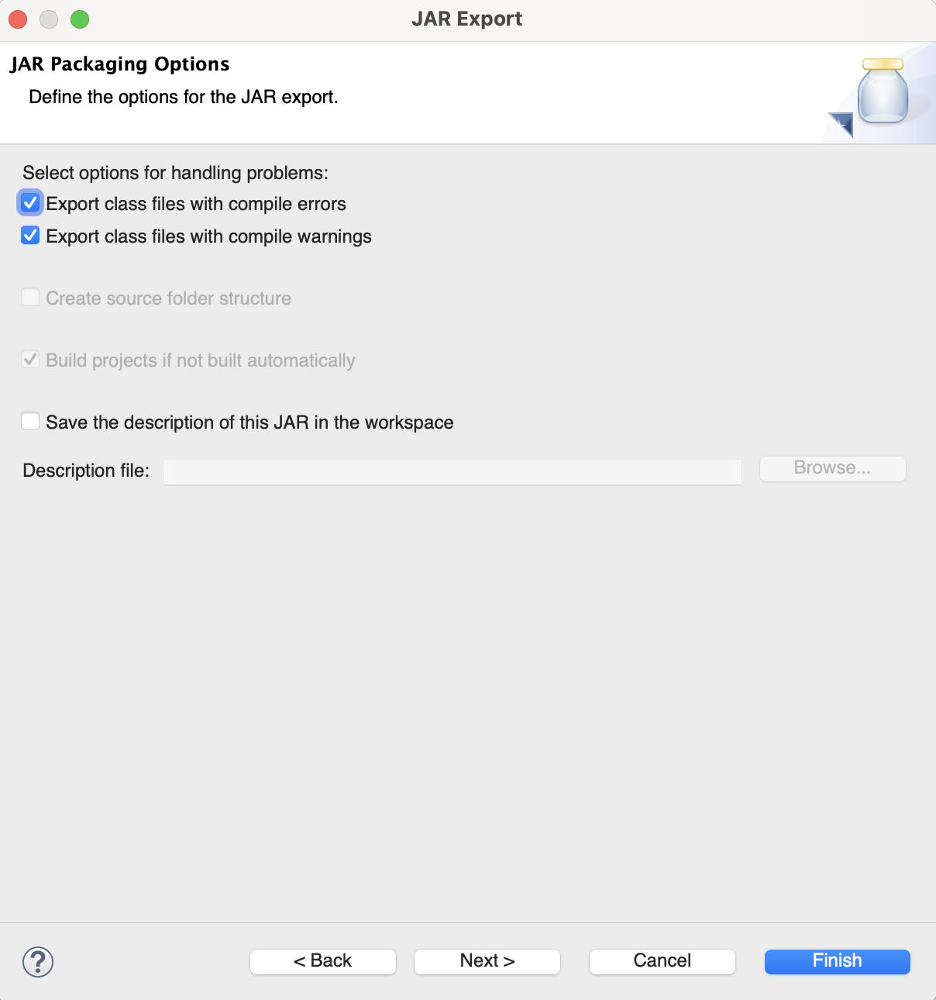 JAR Export
JAR Packaging Options
Define the options for the JAR export.
Select options for handling problems:
Export class files with compile errors
Export class files with compile warnings
Create source folder structure
Build projects if not built automatically
Save the description of this JAR in the workspace
Description file:
Browse...
?
< Back
Next >
Cancel
Finish